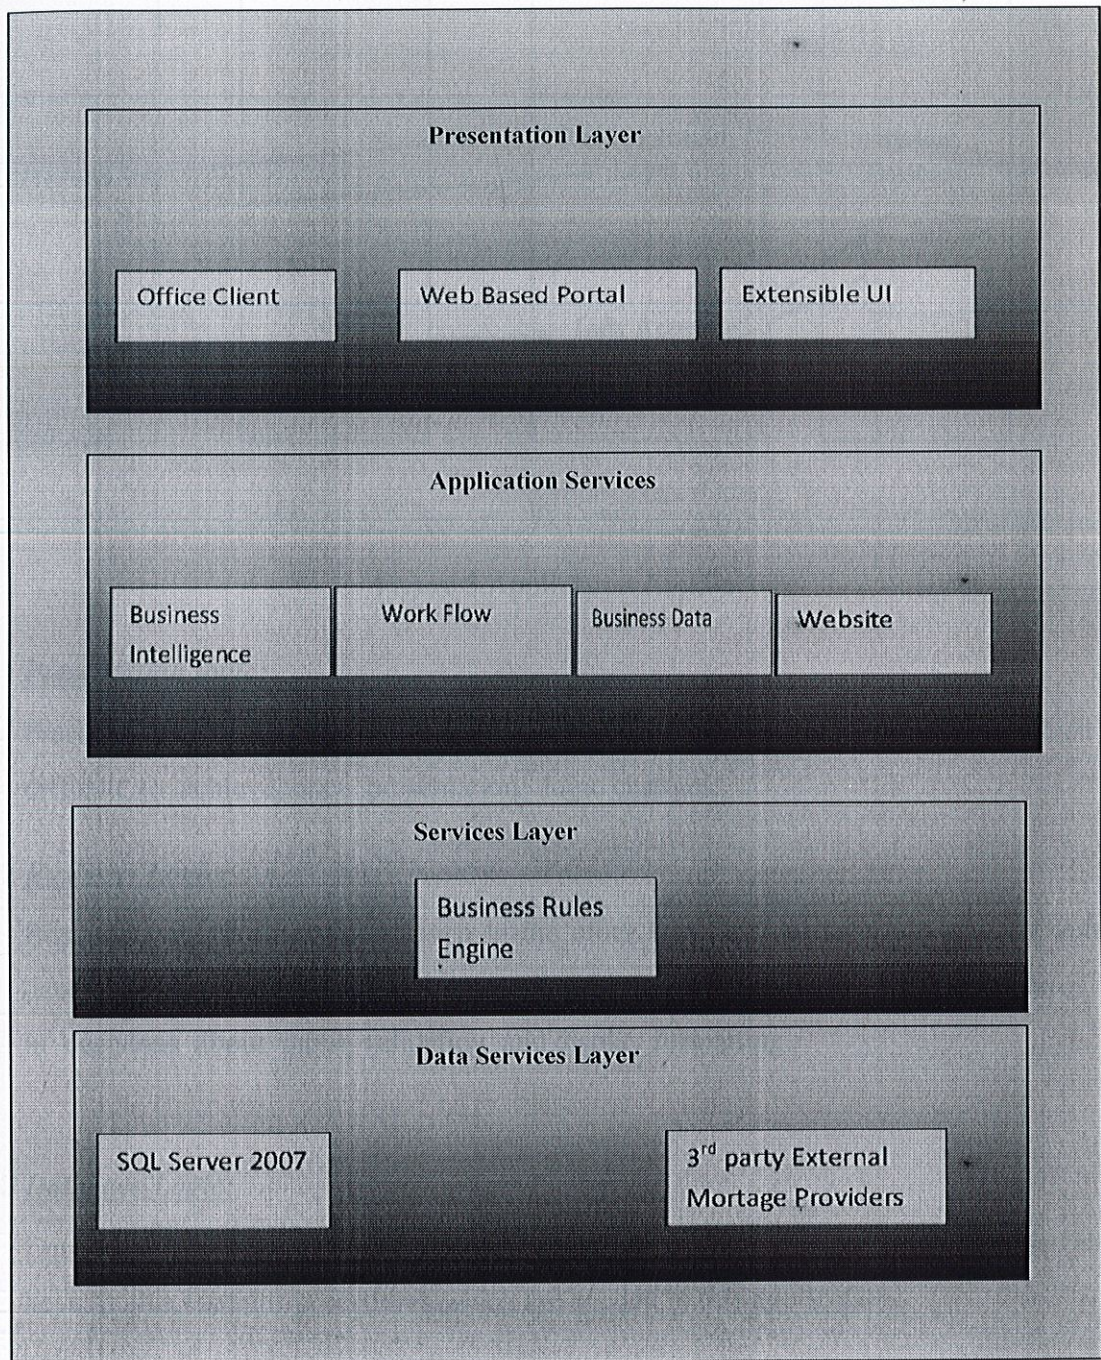 Presentation Layer
Office Client
Web Based Portal
Extensible UI
Application Services
Business
Intelligence
Work Flow
Business Data
Website
Services Layer
Business Rules
Engine
Data Services Layer
SQL Server 2007
3rd party External
Mortage Providers